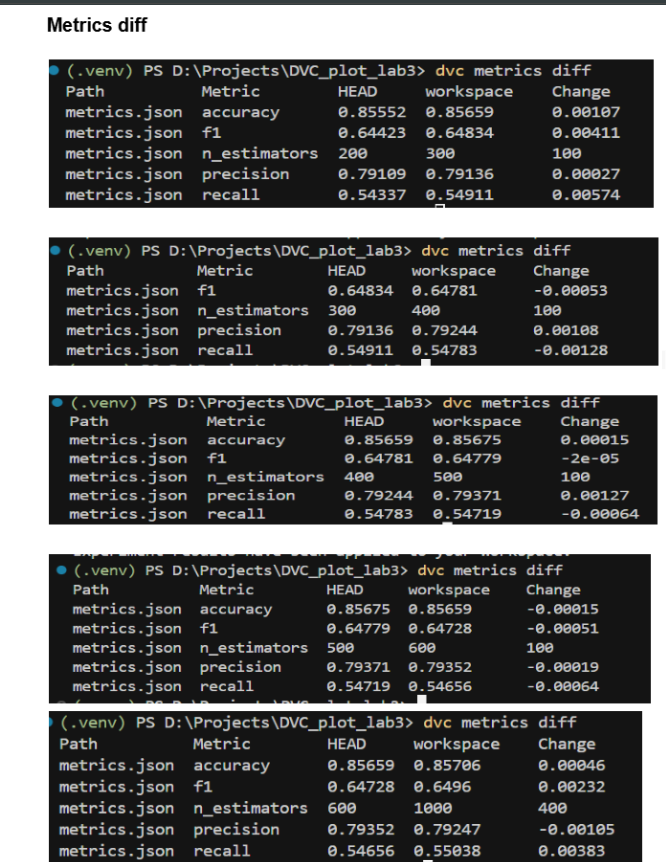 Metrics diff
(.venv) PS D:\Projects\DVC_plot_lab3> dvc metrics diff
Path Metric HEAD workspace Change
metrics.json accuracy 0.85552 0.85659 0.00107
metrics.json f1 0.64423 0.64834 0.00411
metrics.json n_estimators 200 300 100
metrics.json precision 0.79109 0.79136 0.00027
metrics.json recall 0.54337 0.54911 0.00574
(.venv) PS D:\Projects\DVC_plot_lab3> dvc metrics diff
Path Metric HEAD workspace Change
metrics.json f1 0.64834 0.64781 -0.00053
metrics.json n_estimators 300 400 100
metrics.json precision 0.79136 0.79244 0.00108
metrics.json recall 0.54911 0.54783 -0.00128
(.venv) PS D:\Projects\DVC_plot_lab3> dvc metrics diff
Path Metric HEAD workspace Change
metrics.json accuracy 0.85659 0.85675 0.00015
metrics.json f1 0.64781 0.64779 -2e-05
metrics.json n_estimators 400 500 100
metrics.json precision 0.79244 0.79371 0.00127
metrics.json recall 0.54783 0.54719 -0.00064
(.venv) PS D:\Projects\DVC_plot_lab3> dvc metrics diff
Path Metric HEAD workspace Change
metrics.json accuracy 0.85675 0.85659 -0.00015
metrics.json f1 0.64779 0.64728 -0.00051
metrics.json n_estimators 500 600 100
metrics.json precision 0.79371 0.79352 -0.00019
metrics.json recall 0.54719 0.54656 -0.00064
(.venv) PS D:\Projects\DVC_plot_lab3> dvc metrics diff
Path Metric HEAD workspace Change
metrics.json accuracy 0.85659 0.85706 0.00046
metrics.json f1 0.64728 0.6496 0.00232
metrics.json n_estimators 600 1000 400
metrics.json precision 0.79352 0.79247 -0.00105
metrics.json recall 0.54656 0.55038 0.00383